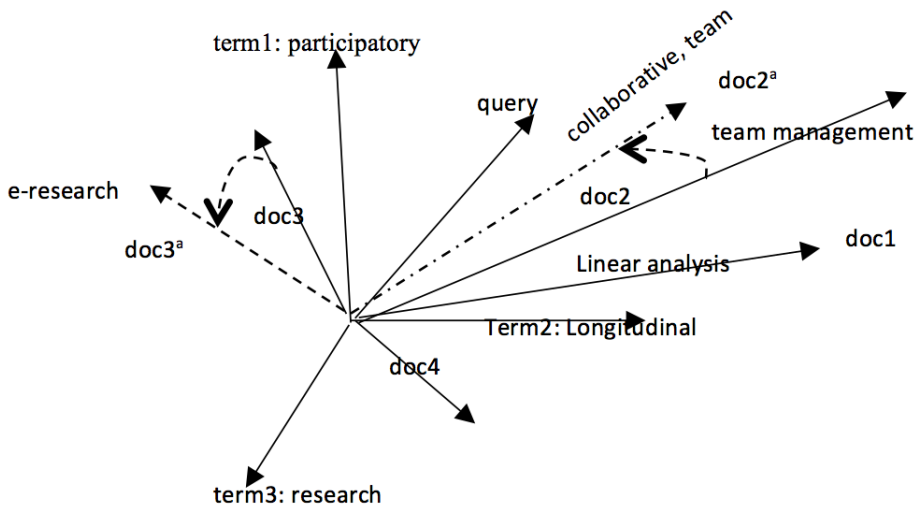 term1: participatory
collaborative, team
doc2ᵃ
query
team management
e-research
doc2
doc3
doc3ᵃ
doc1
Linear analysis
Term2: Longitudinal
doc4
term3: research